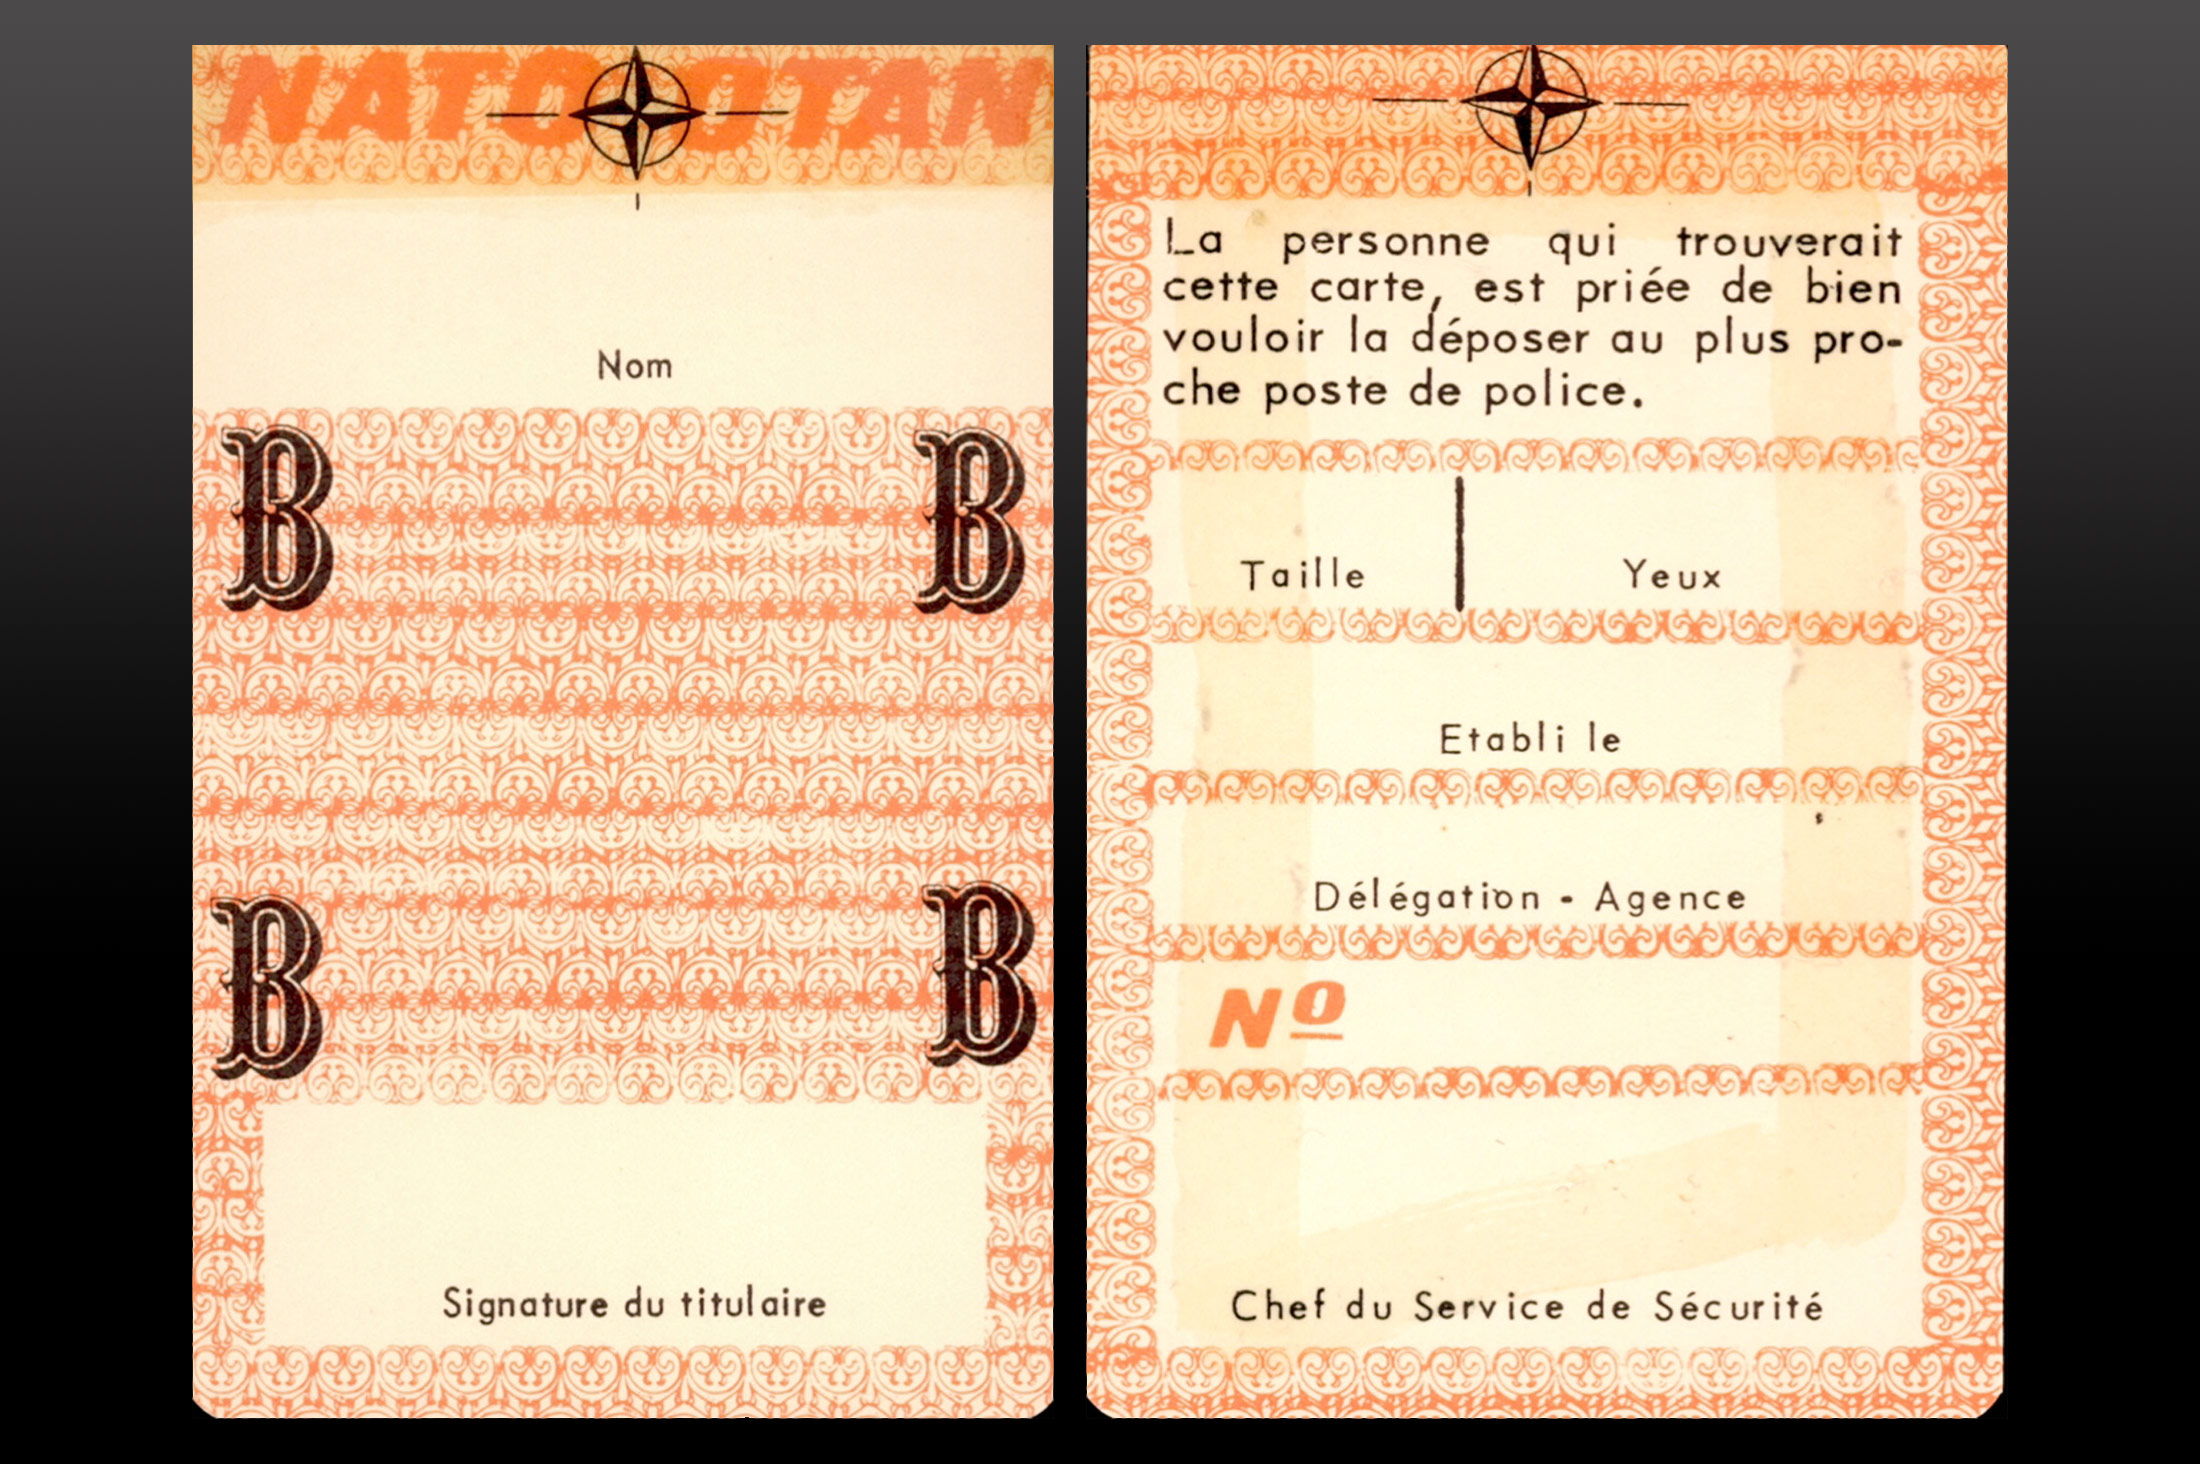 NATO OTAN
Nom
B B
B B
Signature du titulaire
La personne qui trouverait
cette carte, est priée de bien
vouloir la déposer au plus pro-
che poste de police.
Taille Yeux
Etabli le
Délégation - Agence
Nº
Chef du Service de Sécurité